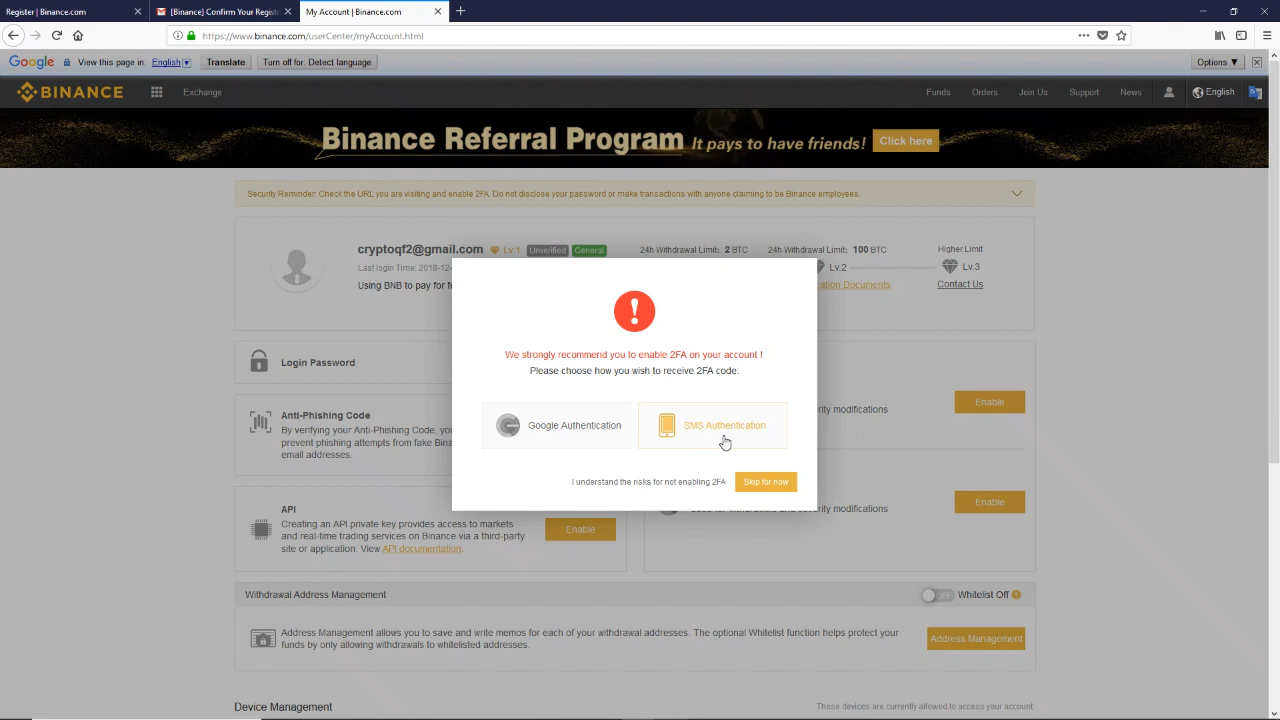 Register | Binance.com
[Binance] Confirm Your Regist
My Account | Binance.com
https://www.binance.com/userCenter/myAccount.html
Google View this page in: English Translate Turn off for: Detect language Options ▼
BINANCE Exchange Funds Orders Join Us Support News English
Binance Referral Program It pays to have friends! Click here
Security Reminder: Check the URL you are visiting and enable 2FA. Do not disclose your password or make transactions with anyone claiming to be Binance employees.
cryptoqf2@gmail.com Lv.1 Unverified General 24h Withdrawal Limit: 2 BTC 24h Withdrawal Limit: 100 BTC Higher Limit
Last login Time: 2018-12- Lv.2 Lv.3
Using BNB to pay for fe cation Documents Contact Us
We strongly recommend you to enable 2FA on your account !
Please choose how you wish to receive 2FA code:
Google Authentication
SMS Authentication
I understand the risks for not enabling 2FA Skip for now
Login Password
Anti-Phishing Code
By verifying your Anti-Phishing Code, you
prevent phishing attempts from fake Binan
email addresses.
API
Creating an API private key provides access to markets
and real-time trading services on Binance via a third-party
site or application. View API documentation.
Enable
rity modifications
Enable
security modifications
Enable
Withdrawal Address Management OFF Whitelist Off
Address Management allows you to save and write memos for each of your withdrawal addresses. The optional Whitelist function helps protect your
funds by only allowing withdrawals to whitelisted addresses.
Address Management
Device Management These devices are currently allowed to access your account.